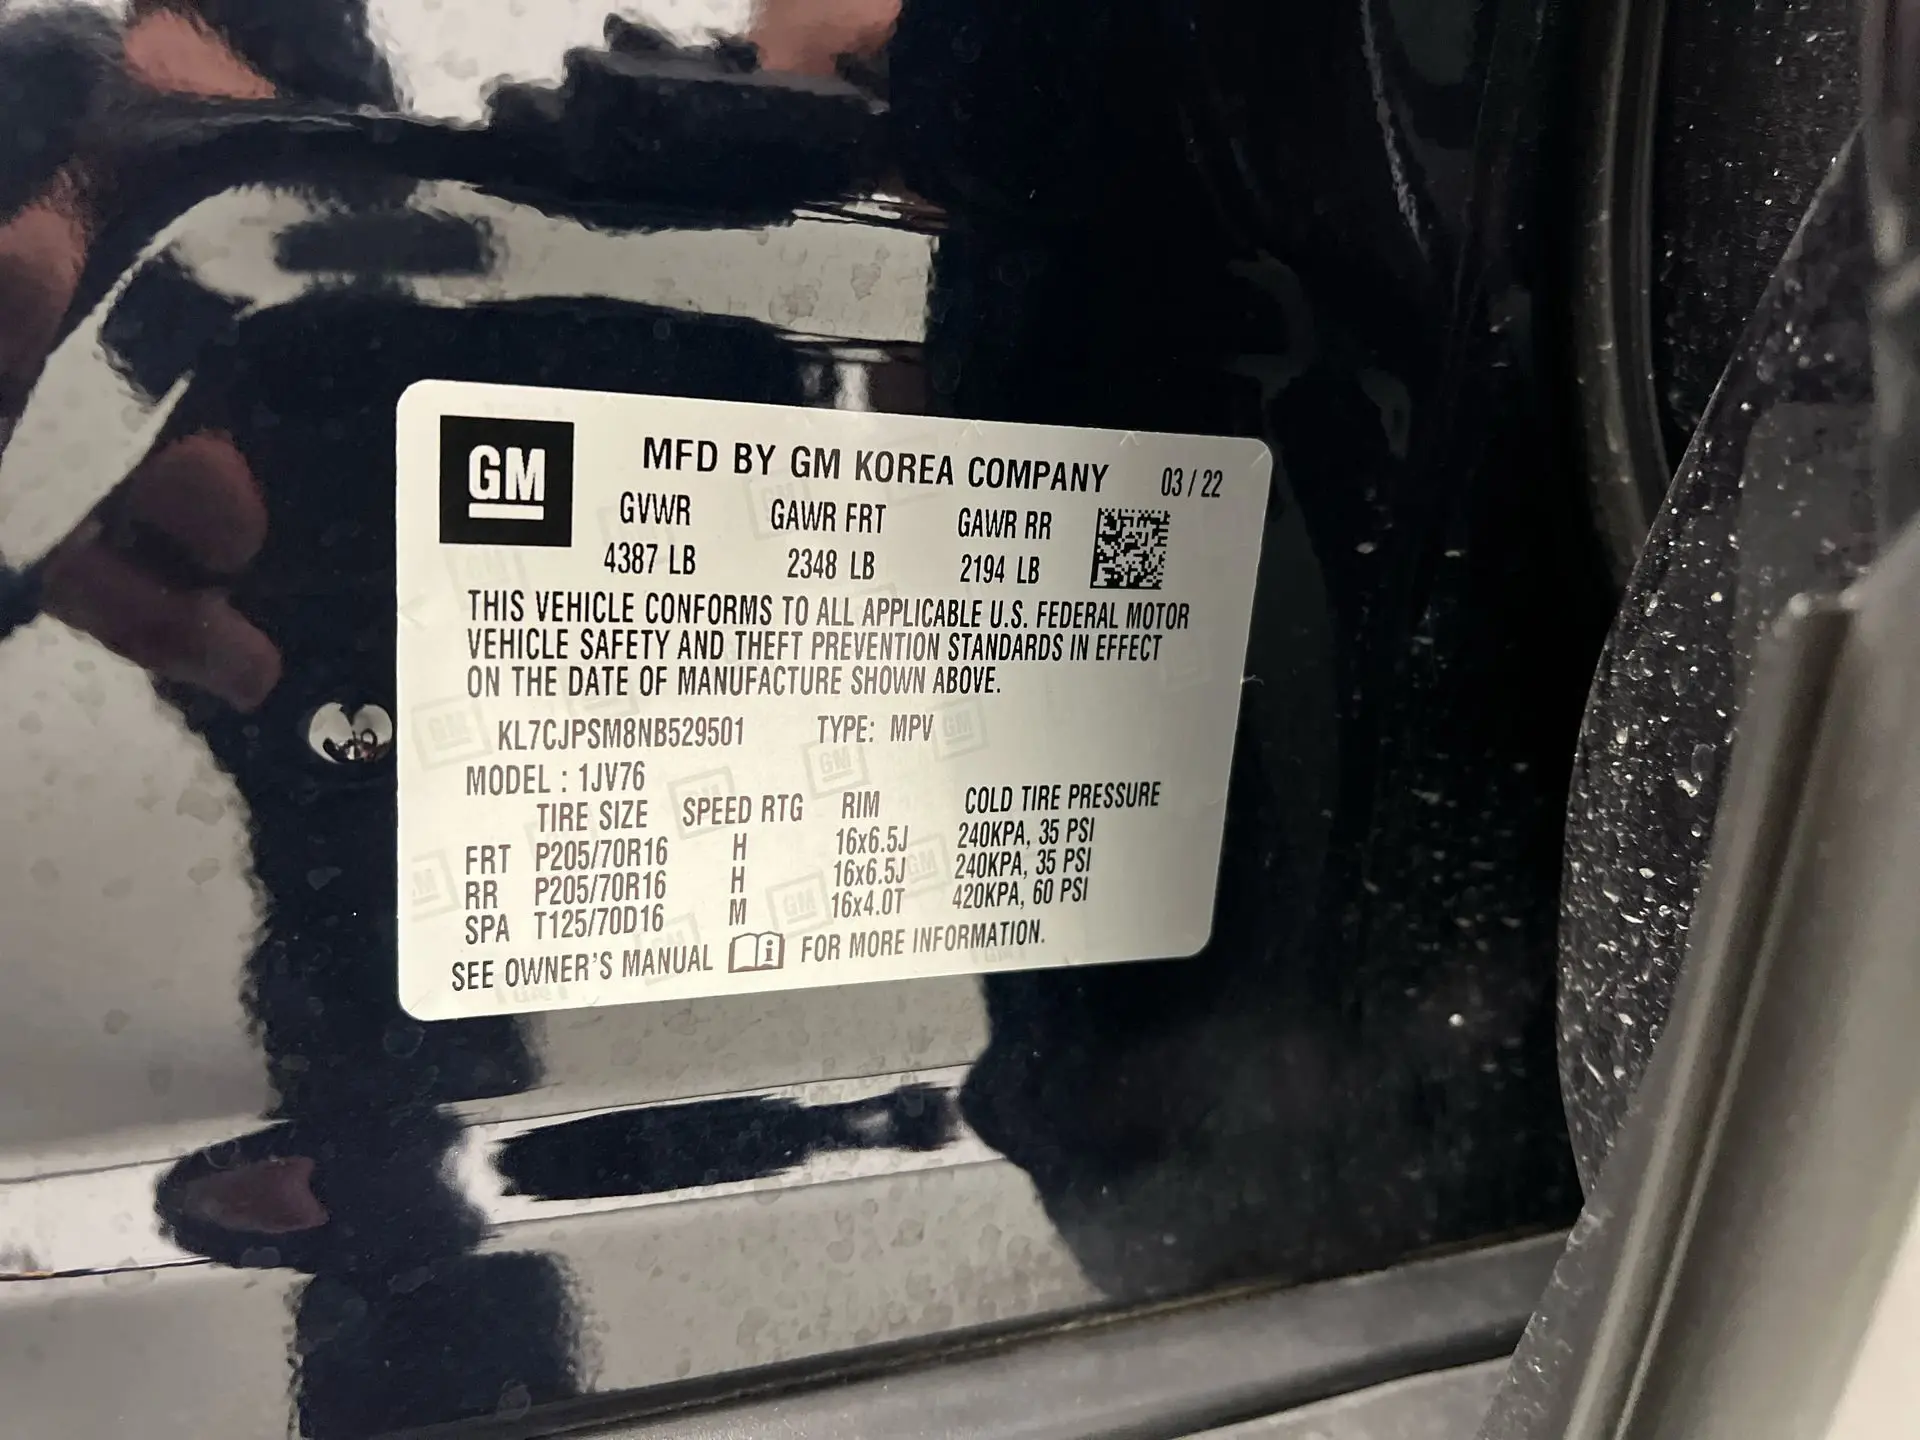 GM
MFD BY GM KOREA COMPANY 03 / 22
GVWR GAWR FRT GAWR RR
4387 LB 2348 LB 2194 LB
THIS VEHICLE CONFORMS TO ALL APPLICABLE U.S. FEDERAL MOTOR
VEHICLE SAFETY AND THEFT PREVENTION STANDARDS IN EFFECT
ON THE DATE OF MANUFACTURE SHOWN ABOVE.
KL7CJPSM8NB529501 TYPE: MPV
MODEL : 1JV76
TIRE SIZE SPEED RTG RIM COLD TIRE PRESSURE
FRT P205/70R16 H 16x6.5J 240KPA, 35 PSI
RR P205/70R16 H 16x6.5J 240KPA, 35 PSI
SPA T125/70D16 M 16x4.0T 420KPA, 60 PSI
SEE OWNER'S MANUAL FOR MORE INFORMATION.